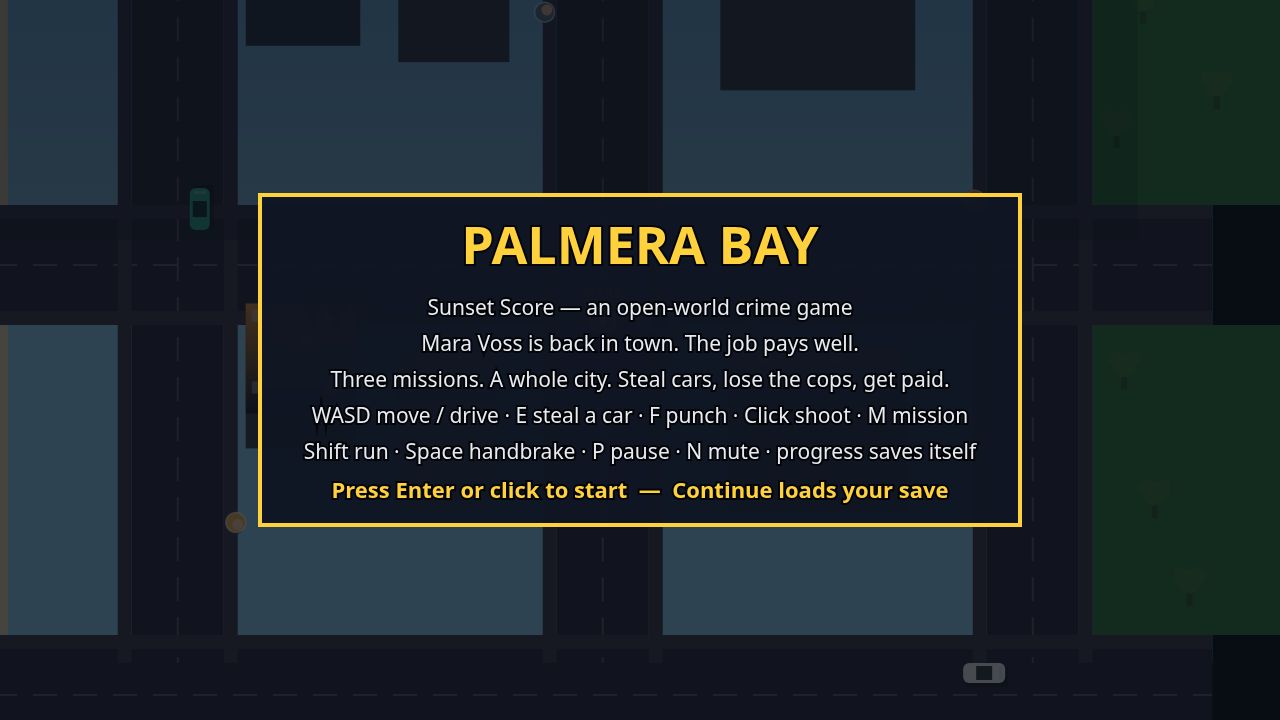 PALMERA BAY
Sunset Score — an open-world crime game
Mara Voss is back in town. The job pays well.
Three missions. A whole city. Steal cars, lose the cops, get paid.
WASD move / drive · E steal a car · F punch · Click shoot · M mission
Shift run · Space handbrake · P pause · N mute · progress saves itself
Press Enter or click to start — Continue loads your save